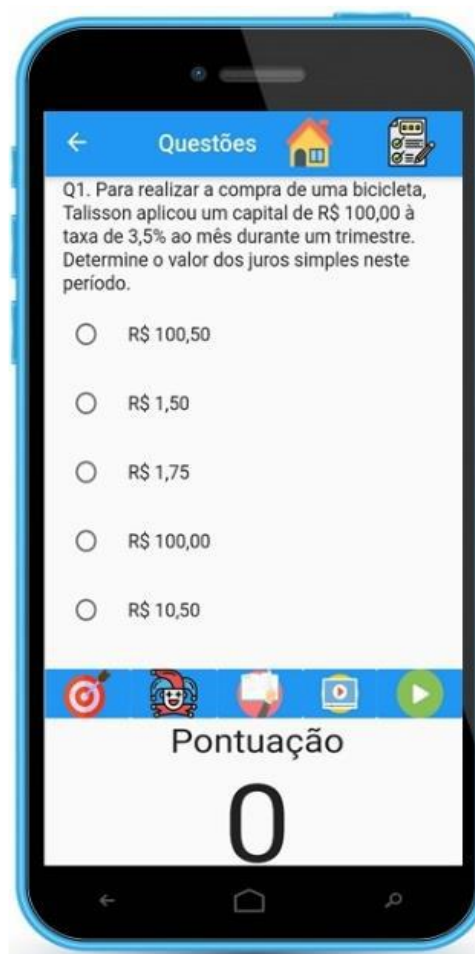 Questões
Q1. Para realizar a compra de uma bicicleta,
Talisson aplicou um capital de R$ 100,00 à
taxa de 3,5% ao mês durante um trimestre.
Determine o valor dos juros simples neste
período.
R$ 100,50
R$ 1,50
R$ 1,75
R$ 100,00
R$ 10,50
Pontuação
0